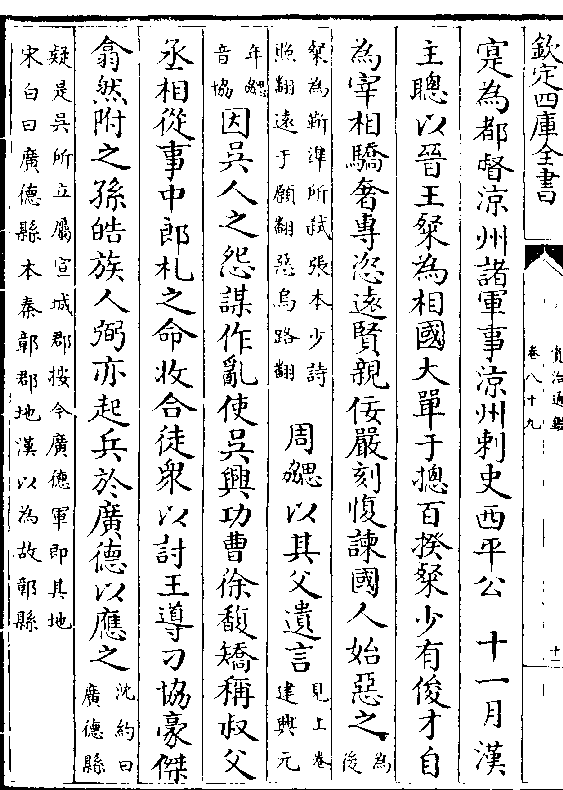 欽定四庫全書
資治通鑑
卷八十九
十二
寔為都督涼州諸軍事涼州刺史西平公　十一月漢
主聰以晉王粲為相國大單于摠百揆粲少有俊才自
為宰相驕奢專恣遠賢親佞嚴刻愎諫國人始惡之為後
粲為靳準所弑張本少詩照翻遠于願翻惡烏路翻　周勰以其父遺言見上卷建興元
年勰音協因吳人之怨謀作亂使吳興功曹徐馥矯稱叔父
丞相從事中郎札之命收合徒衆以討王導刁協豪傑
翕然附之孫皓族人弼亦起兵於廣德以應之沈約曰廣德縣
疑是吳所立屬宣城郡按今廣德軍即其地
宋白曰廣德縣本秦鄣郡地漢以為故鄣縣